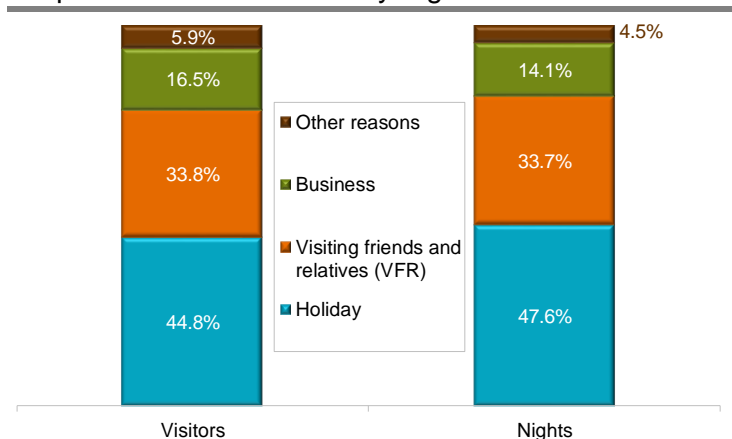 5.9%
4.5%
16.5%
14.1%
Other reasons
Business
33.8%
33.7%
Visiting friends and
relatives (VFR)
Holiday
44.8%
47.6%
Visitors
Nights